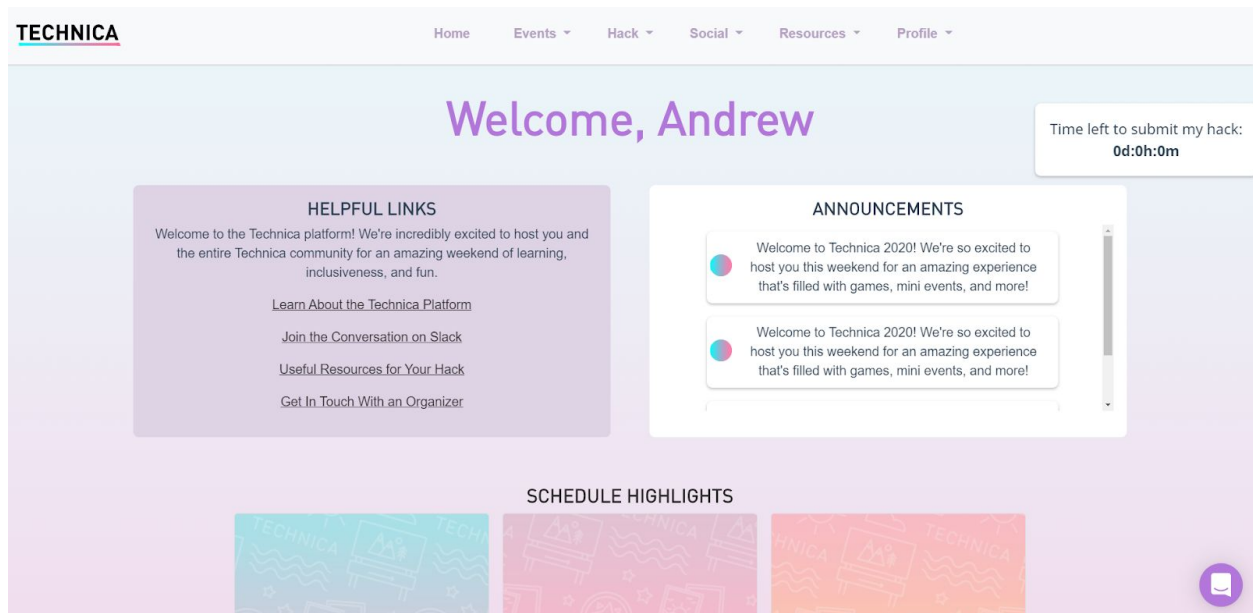 TECHNICA
Home Events Hack Social Resources Profile
Welcome, Andrew
Time left to submit my hack:
0d:0h:0m
HELPFUL LINKS
Welcome to the Technica platform! We're incredibly excited to host you and
the entire Technica community for an amazing weekend of learning,
inclusiveness, and fun.
Learn About the Technica Platform
Join the Conversation on Slack
Useful Resources for Your Hack
Get In Touch With an Organizer
ANNOUNCEMENTS
Welcome to Technica 2020! We're so excited to
host you this weekend for an amazing experience
that's filled with games, mini events, and more!
Welcome to Technica 2020! We're so excited to
host you this weekend for an amazing experience
that's filled with games, mini events, and more!
SCHEDULE HIGHLIGHTS
TECHNICA
TECHNICA